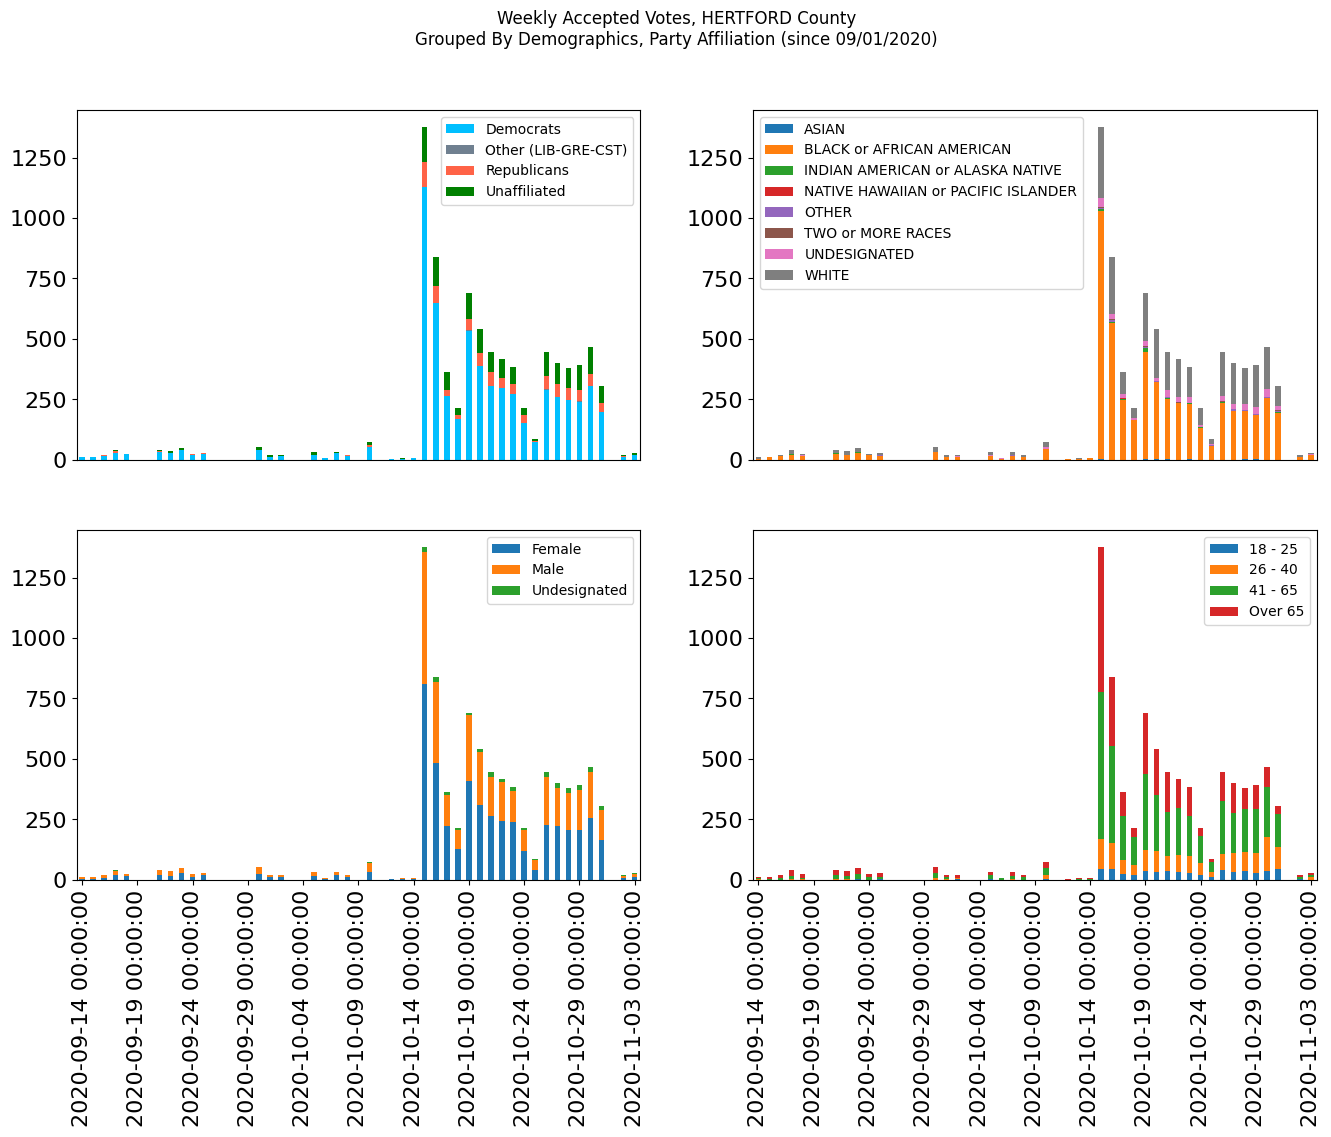 Weekly Accepted Votes, HERTFORD County
Grouped By Demographics, Party Affiliation (since 09/01/2020)
1250
1000
750
500
250
0
Democrats
Other (LIB-GRE-CST)
Republicans
Unaffiliated
1250
1000
750
500
250
0
ASIAN
BLACK or AFRICAN AMERICAN
INDIAN AMERICAN or ALASKA NATIVE
NATIVE HAWAIIAN or PACIFIC ISLANDER
OTHER
TWO or MORE RACES
UNDESIGNATED
WHITE
1250
1000
750
500
250
0
Female
Male
Undesignated
2020-09-14 00:00:00
2020-09-19 00:00:00
2020-09-24 00:00:00
2020-09-29 00:00:00
2020-10-04 00:00:00
2020-10-09 00:00:00
2020-10-14 00:00:00
2020-10-19 00:00:00
2020-10-24 00:00:00
2020-10-29 00:00:00
2020-11-03 00:00:00
1250
1000
750
500
250
0
18 - 25
26 - 40
41 - 65
Over 65
2020-09-14 00:00:00
2020-09-19 00:00:00
2020-09-24 00:00:00
2020-09-29 00:00:00
2020-10-04 00:00:00
2020-10-09 00:00:00
2020-10-14 00:00:00
2020-10-19 00:00:00
2020-10-24 00:00:00
2020-10-29 00:00:00
2020-11-03 00:00:00